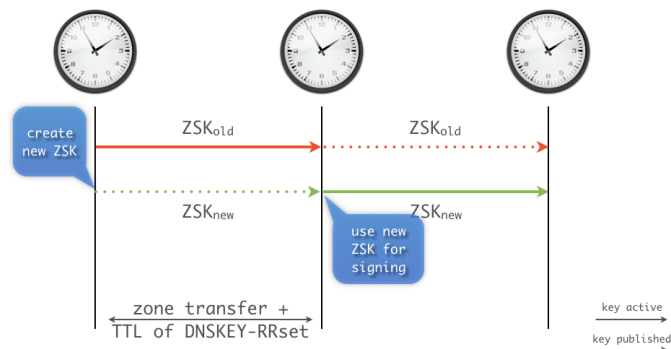 create
new ZSK
ZSKold
ZSKold
ZSKnew
ZSKnew
use new
ZSK for
signing
zone transfer +
TTL of DNSKEY-RRset
key active
key published